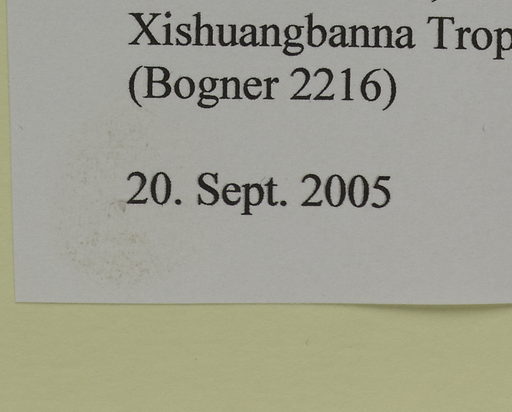 Xishuangbanna Trop
(Bogner 2216)
20. Sept. 2005